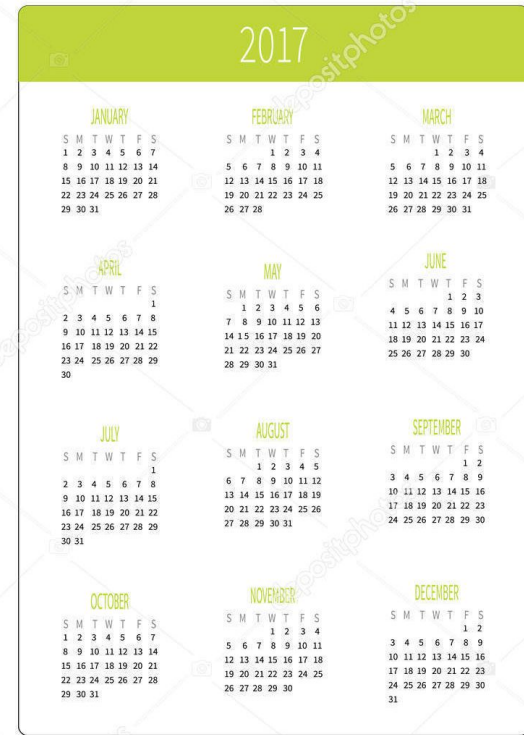 2017
JANUARY
S M T W T F S
1 2 3 4 5 6 7
8 9 10 11 12 13 14
15 16 17 18 19 20 21
22 23 24 25 26 27 28
29 30 31
FEBRUARY
S M T W T F S
1 2 3 4
5 6 7 8 9 10 11
12 13 14 15 16 17 18
19 20 21 22 23 24 25
26 27 28
MARCH
S M T W T F S
1 2 3 4
5 6 7 8 9 10 11
12 13 14 15 16 17 18
19 20 21 22 23 24 25
26 27 28 29 30 31
APRIL
S M T W T F S
1
2 3 4 5 6 7 8
9 10 11 12 13 14 15
16 17 18 19 20 21 22
23 24 25 26 27 28 29
30
MAY
S M T W T F S
1 2 3 4 5 6
7 8 9 10 11 12 13
14 15 16 17 18 19 20
21 22 23 24 25 26 27
28 29 30 31
JUNE
S M T W T F S
1 2 3
4 5 6 7 8 9 10
11 12 13 14 15 16 17
18 19 20 21 22 23 24
25 26 27 28 29 30
JULY
S M T W T F S
1
2 3 4 5 6 7 8
9 10 11 12 13 14 15
16 17 18 19 20 21 22
23 24 25 26 27 28 29
30 31
AUGUST
S M T W T F S
1 2 3 4 5
6 7 8 9 10 11 12
13 14 15 16 17 18 19
20 21 22 23 24 25 26
27 28 29 30 31
SEPTEMBER
S M T W T F S
1 2
3 4 5 6 7 8 9
10 11 12 13 14 15 16
17 18 19 20 21 22 23
24 25 26 27 28 29 30
OCTOBER
S M T W T F S
1 2 3 4 5 6 7
8 9 10 11 12 13 14
15 16 17 18 19 20 21
22 23 24 25 26 27 28
29 30 31
NOVEMBER
S M T W T F S
1 2 3 4
5 6 7 8 9 10 11
12 13 14 15 16 17 18
19 20 21 22 23 24 25
26 27 28 29 30
DECEMBER
S M T W T F S
1 2
3 4 5 6 7 8 9
10 11 12 13 14 15 16
17 18 19 20 21 22 23
24 25 26 27 28 29 30
31
depositphotos